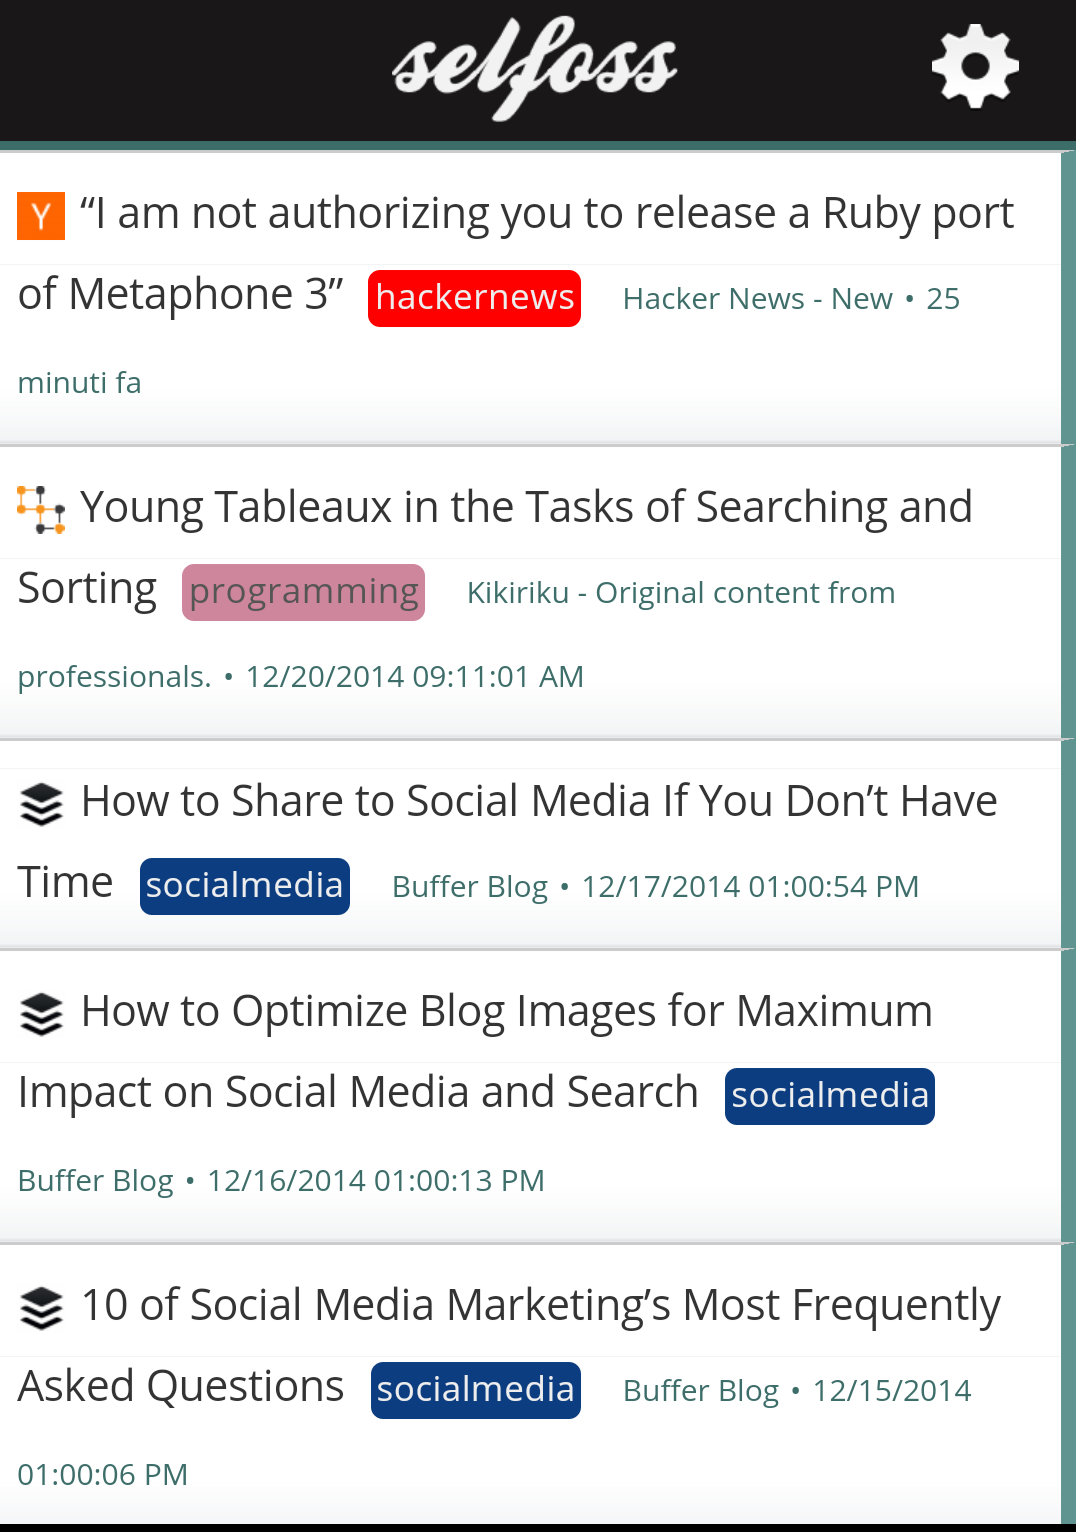 selfoss
Y “I am not authorizing you to release a Ruby port
of Metaphone 3” hackernews Hacker News - New • 25
minuti fa
Young Tableaux in the Tasks of Searching and
Sorting programming Kikiriku - Original content from
professionals. • 12/20/2014 09:11:01 AM
How to Share to Social Media If You Don’t Have
Time socialmedia Buffer Blog • 12/17/2014 01:00:54 PM
How to Optimize Blog Images for Maximum
Impact on Social Media and Search socialmedia
Buffer Blog • 12/16/2014 01:00:13 PM
10 of Social Media Marketing’s Most Frequently
Asked Questions socialmedia Buffer Blog • 12/15/2014
01:00:06 PM